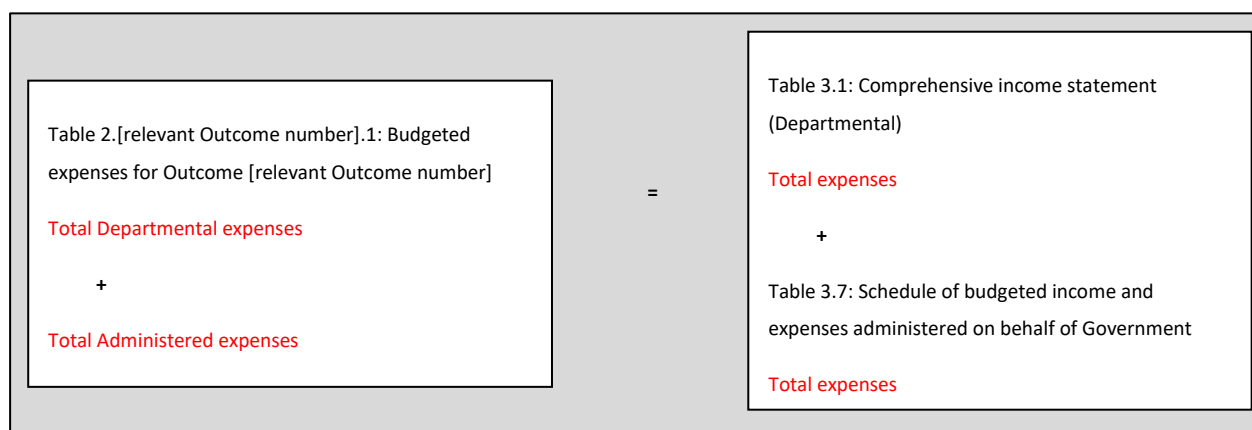 Table 2.[relevant Outcome number].1: Budgeted
expenses for Outcome [relevant Outcome number]
Total Departmental expenses
+
Total Administered expenses
=
Table 3.1: Comprehensive income statement
(Departmental)
Total expenses
+
Table 3.7: Schedule of budgeted income and
expenses administered on behalf of Government
Total expenses